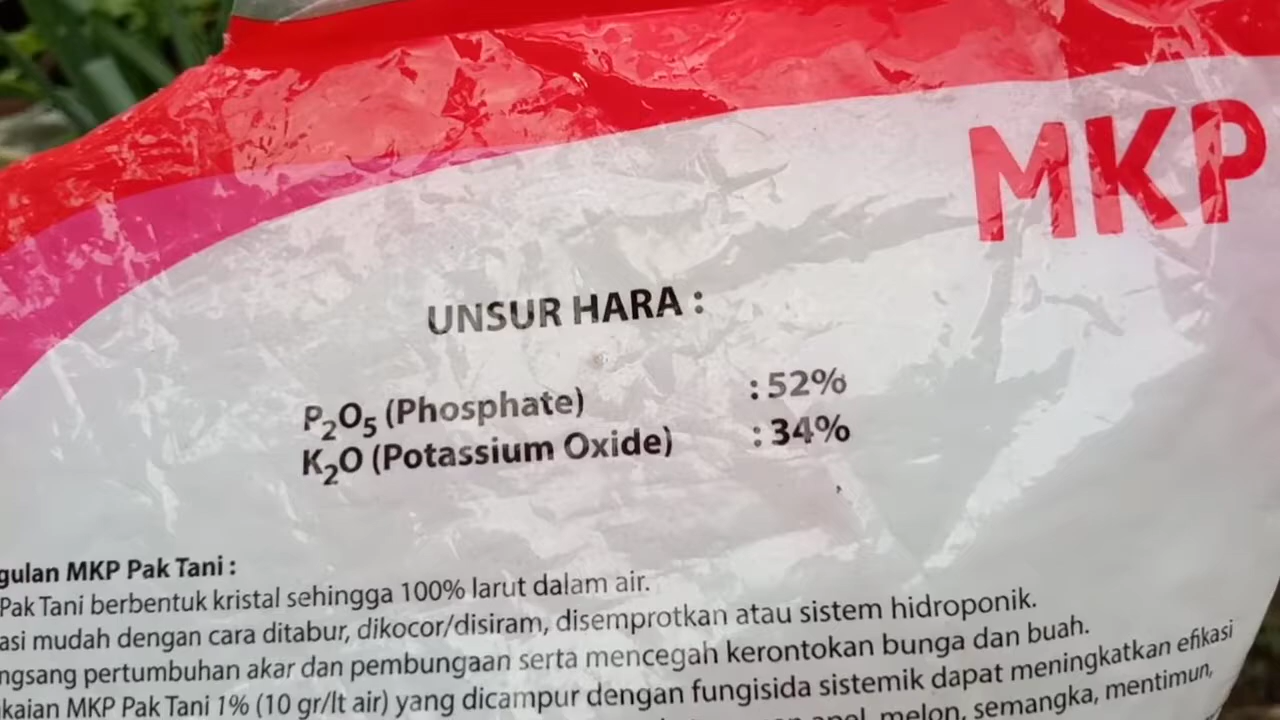 MKP
UNSUR HARA :
P₂O₅ (Phosphate) : 52%
K₂O (Potassium Oxide) : 34%
gulan MKP Pak Tani :
Pak Tani berbentuk kristal sehingga 100% larut dalam air.
asi mudah dengan cara ditabur, dikocor/disiram, disemprotkan atau sistem hidroponik.
ngsang pertumbuhan akar dan pembungaan serta mencegah kerontokan bunga dan buah.
kaian MKP Pak Tani 1% (10 gr/lt air) yang dicampur dengan fungisida sistemik dapat meningkatkan efikasi
apel, melon, semangka, mentimun,